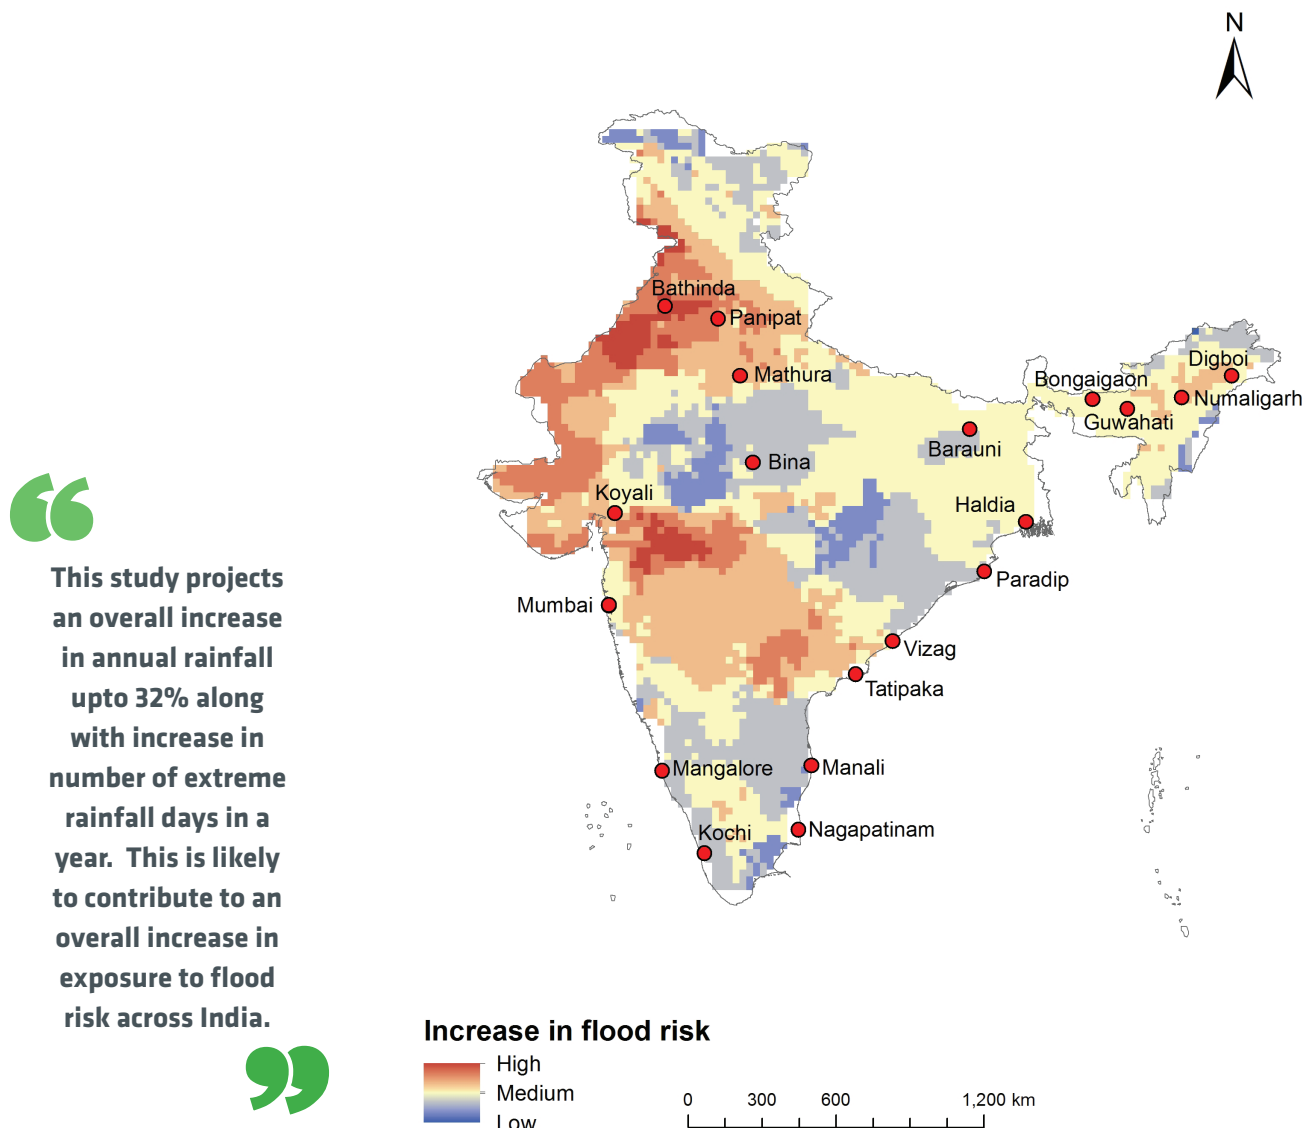 N
Bathinda
Panipat
Mathura
Digboi
Bongaigaon
Numaligarh
Guwahati
Barauni
Bina
Koyali
Haldia
Paradip
Mumbai
Vizag
Tatipaka
Mangalore
Manali
Nagapatinam
Kochi
“
This study projects
an overall increase
in annual rainfall
upto 32% along
with increase in
number of extreme
rainfall days in a
year.  This is likely
to contribute to an
overall increase in
exposure to flood
risk across India.
”
Increase in flood risk
High
Medium
Low
0 300 600 1,200 km